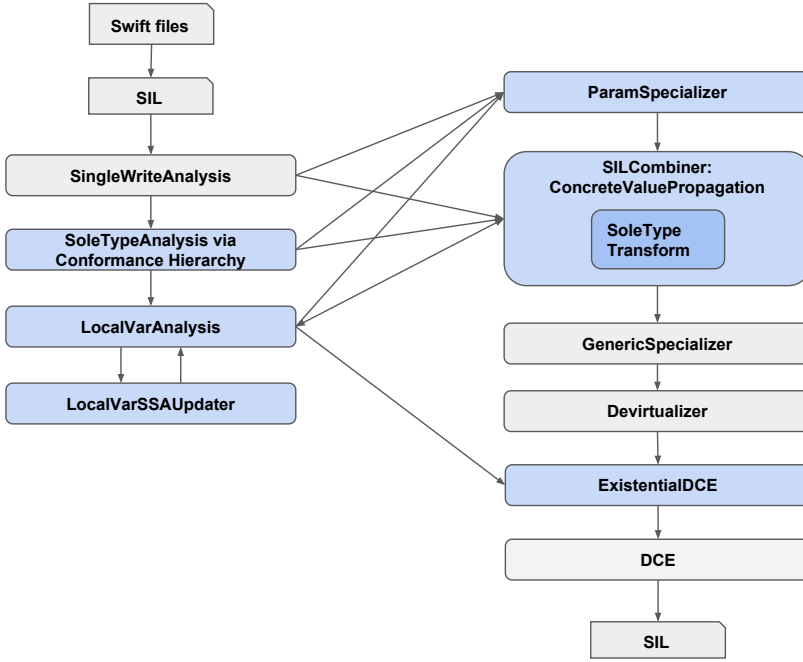 Swift files
SIL
SingleWriteAnalysis
SoleTypeAnalysis via
Conformance Hierarchy
LocalVarAnalysis
LocalVarSSAUpdater
ParamSpecializer
SILCombiner:
ConcreteValuePropagation
SoleType
Transform
GenericSpecializer
Devirtualizer
ExistentialDCE
DCE
SIL